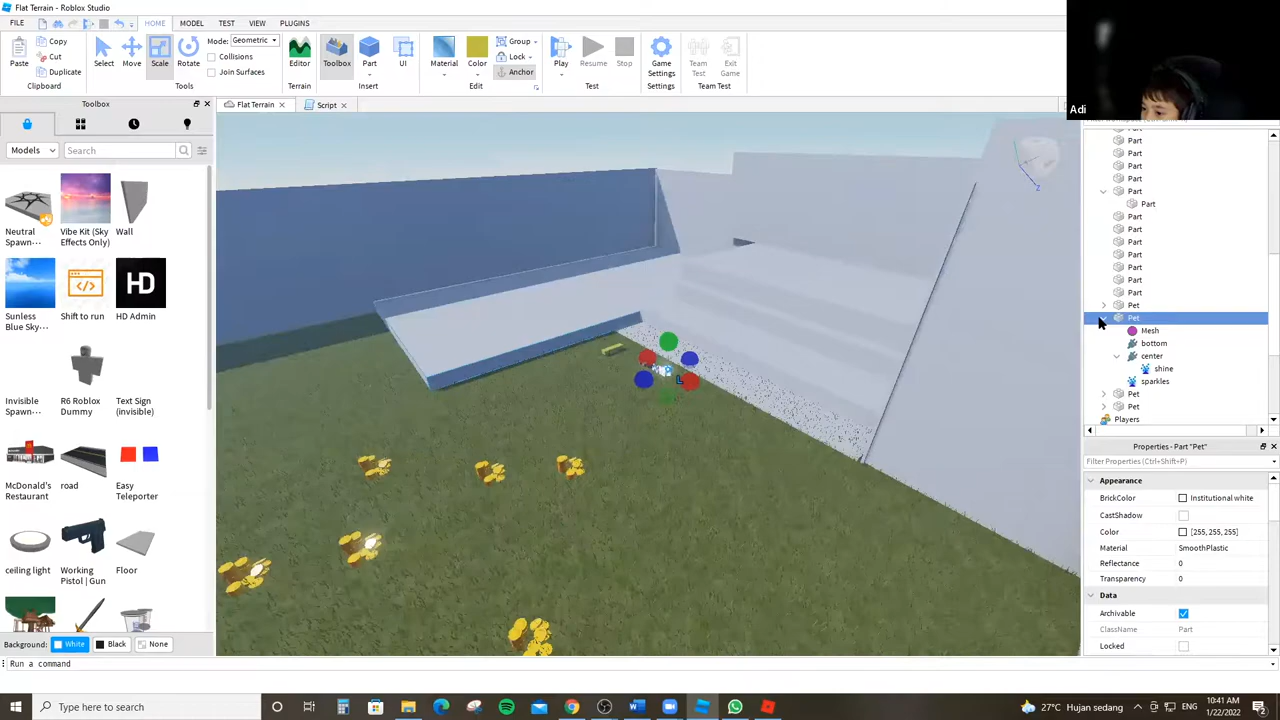 Flat Terrain - Roblox Studio
FILE HOME MODEL TEST VIEW PLUGINS
Paste
Copy
Cut
Duplicate
Clipboard
Select Move Scale Rotate
Mode: Geometric
Collisions
Join Surfaces
Tools
Editor
Terrain
Toolbox Part UI
Insert
Material Color
Group
Lock
Anchor
Edit
Play Resume Stop
Test
Game Settings
Settings
Team Test Exit Game
Team Test
Adi
Toolbox
Flat Terrain Script
Models Search
Neutral Spawn...
Vibe Kit (Sky Effects Only)
Wall
Sunless Blue Sky...
Shift to run
HD
HD Admin
Invisible Spawn...
R6 Roblox Dummy
Text Sign (invisible)
McDonald's Restaurant
road
Easy Teleporter
ceiling light
Working Pistol | Gun
Floor
Background: White Black None
Run a command
L
Z
Part
Part
Part
Part
Part
Part
Part
Part
Part
Part
Part
Part
Part
Pet
Pet
Mesh
bottom
center
shine
sparkles
Pet
Pet
Players
Properties - Part "Pet"
Filter Properties (Ctrl+Shift+P)
Appearance
BrickColor Institutional white
CastShadow
Color [255, 255, 255]
Material SmoothPlastic
Reflectance 0
Transparency 0
Data
Archivable
ClassName Part
Locked
Type here to search
27°C Hujan sedang
10:41 AM
1/22/2022
2